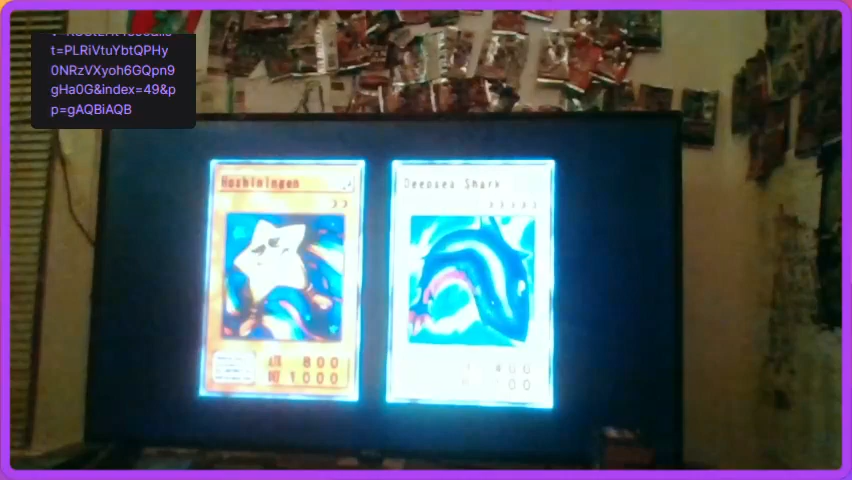 t=PLRiVtuYbtQPHy
0NRzVXyoh6GQpn9
gHa0G&index=49&p
p=gAQBiAQB
Hoshiningen
Deepsea Shark
ATK 800
DEF 1000